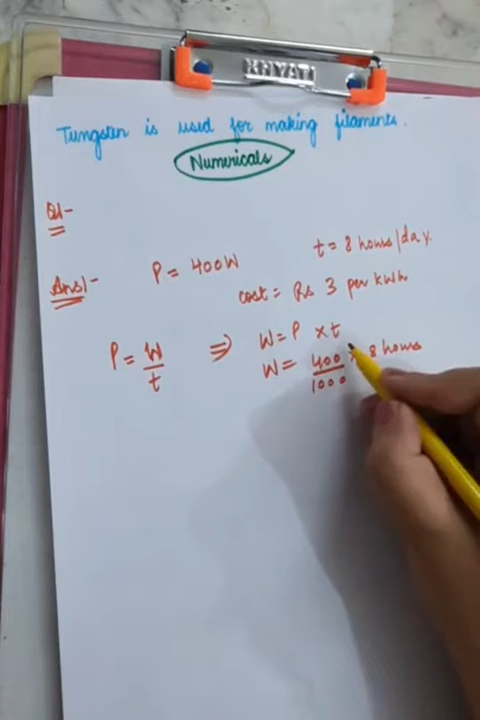 KHYATI
Tungsten is used for making filaments.
Numericals
Q1-
Ans1- P = 400W t = 8 hours/day.
cost = Rs 3 per kWh
P = W/t ⇒ W = P × t
W = 400/1000 × 8 hours